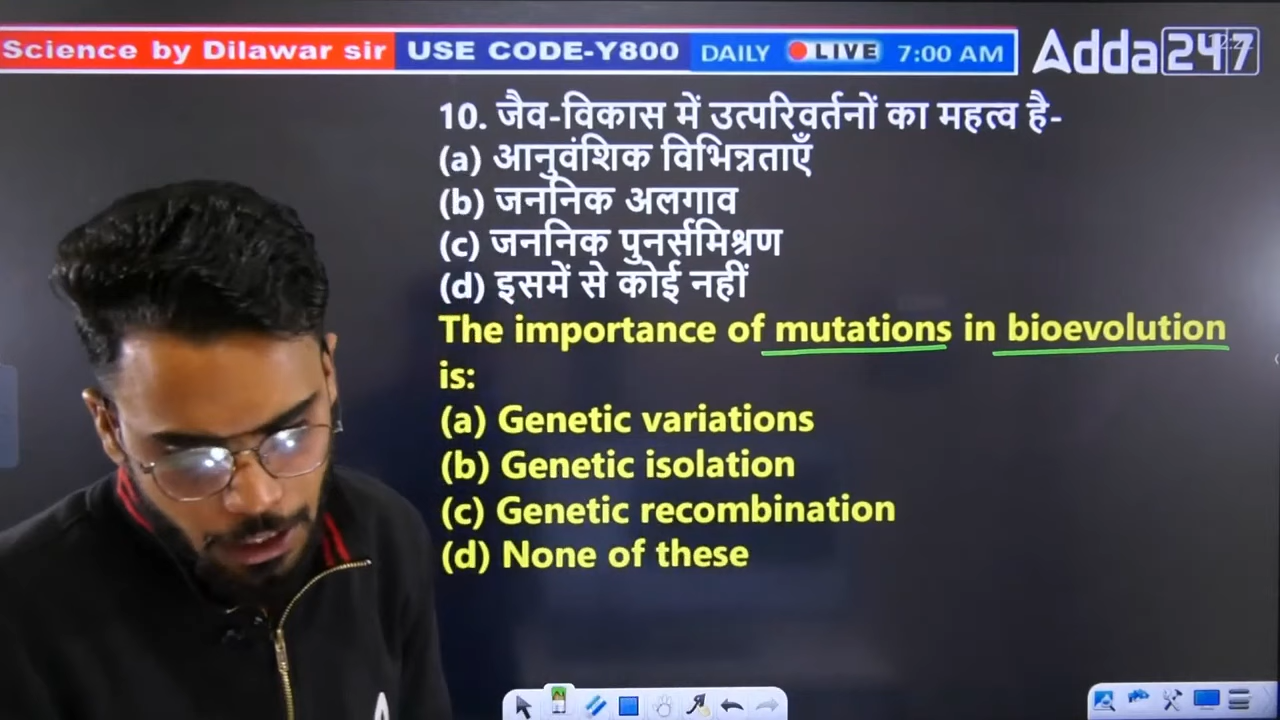 Science by Dilawar sir USE CODE-Y800 DAILY LIVE 7:00 AM Adda247
10. जैव-विकास में उत्परिवर्तनों का महत्व है-
(a) आनुवंशिक विभिन्नताएँ
(b) जननिक अलगाव
(c) जननिक पुनर्संमिश्रण
(d) इसमें से कोई नहीं
The importance of mutations in bioevolution
is:
(a) Genetic variations
(b) Genetic isolation
(c) Genetic recombination
(d) None of these